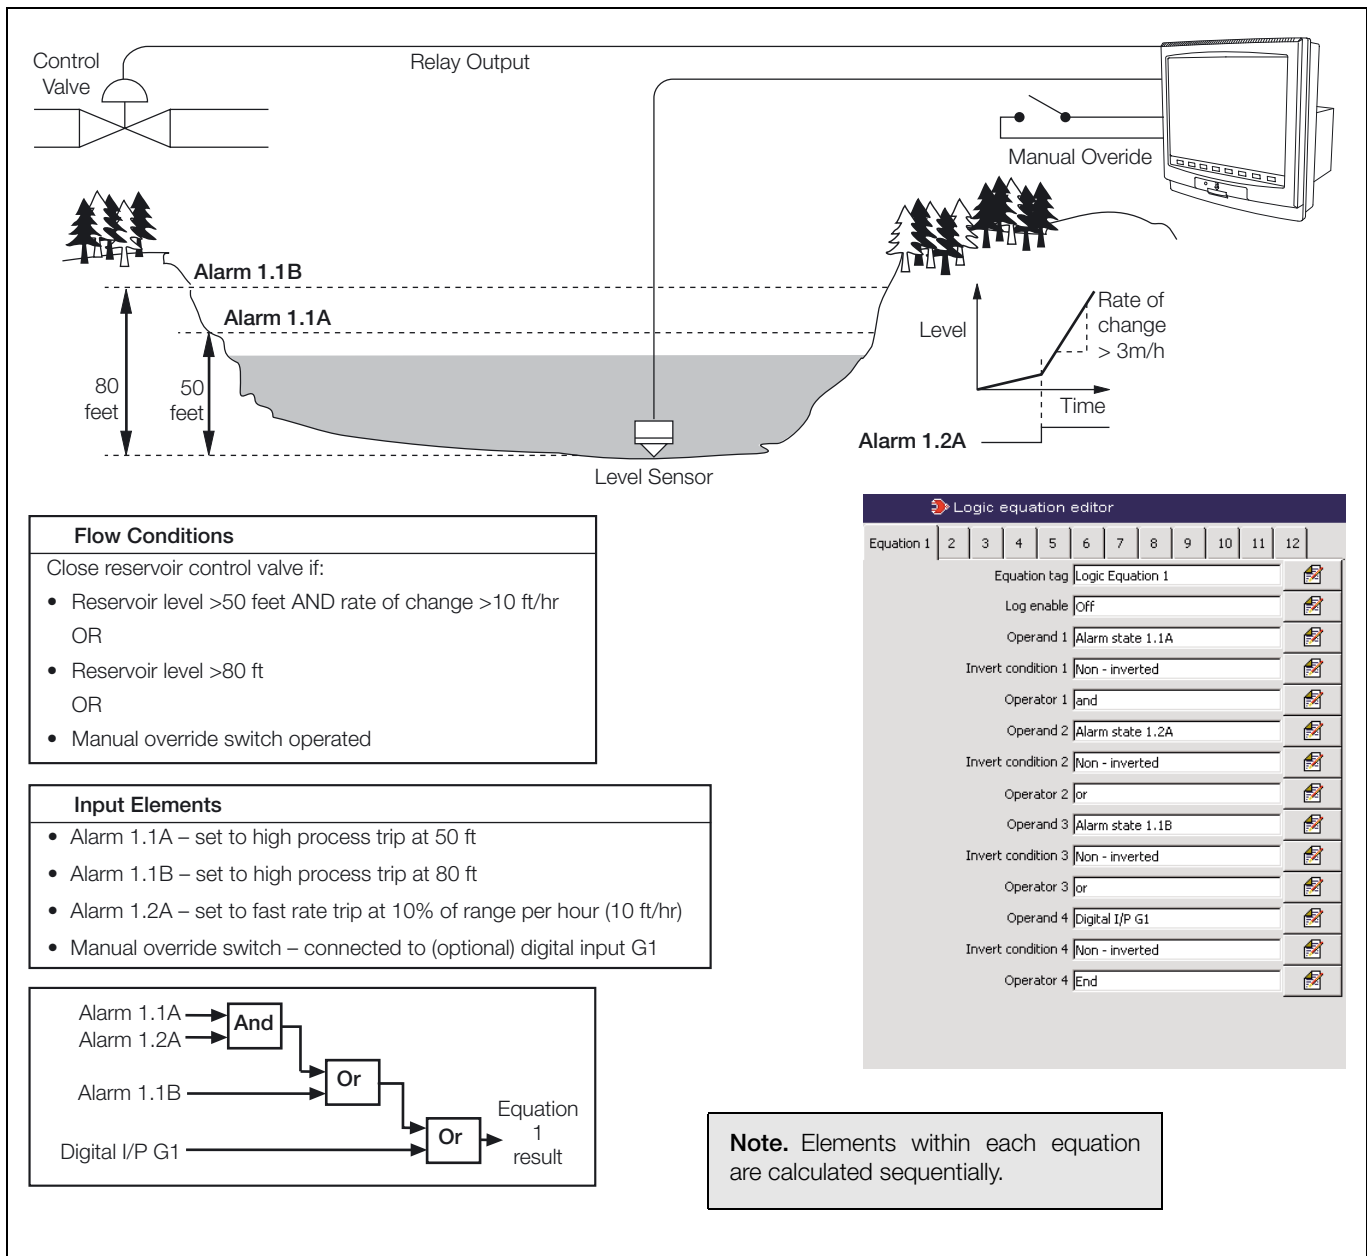 Control
Valve
Relay Output
Manual Overide
Alarm 1.1B
Alarm 1.1A
80
feet
50
feet
Level Sensor
Level
Rate of
change
> 3m/h
Time
Alarm 1.2A
Flow Conditions
Close reservoir control valve if:
• Reservoir level >50 feet AND rate of change >10 ft/hr
OR
• Reservoir level >80 ft
OR
• Manual override switch operated
Input Elements
• Alarm 1.1A – set to high process trip at 50 ft
• Alarm 1.1B – set to high process trip at 80 ft
• Alarm 1.2A – set to fast rate trip at 10% of range per hour (10 ft/hr)
• Manual override switch – connected to (optional) digital input G1
Alarm 1.1A
Alarm 1.2A
And
Alarm 1.1B
Or
Digital I/P G1
Or
Equation
1
result
Logic equation editor
Equation 1 2 3 4 5 6 7 8 9 10 11 12
Equation tag Logic Equation 1
Log enable Off
Operand 1 Alarm state 1.1A
Invert condition 1 Non - inverted
Operator 1 and
Operand 2 Alarm state 1.2A
Invert condition 2 Non - inverted
Operator 2 or
Operand 3 Alarm state 1.1B
Invert condition 3 Non - inverted
Operator 3 or
Operand 4 Digital I/P G1
Invert condition 4 Non - inverted
Operator 4 End
Note. Elements within each equation
are calculated sequentially.